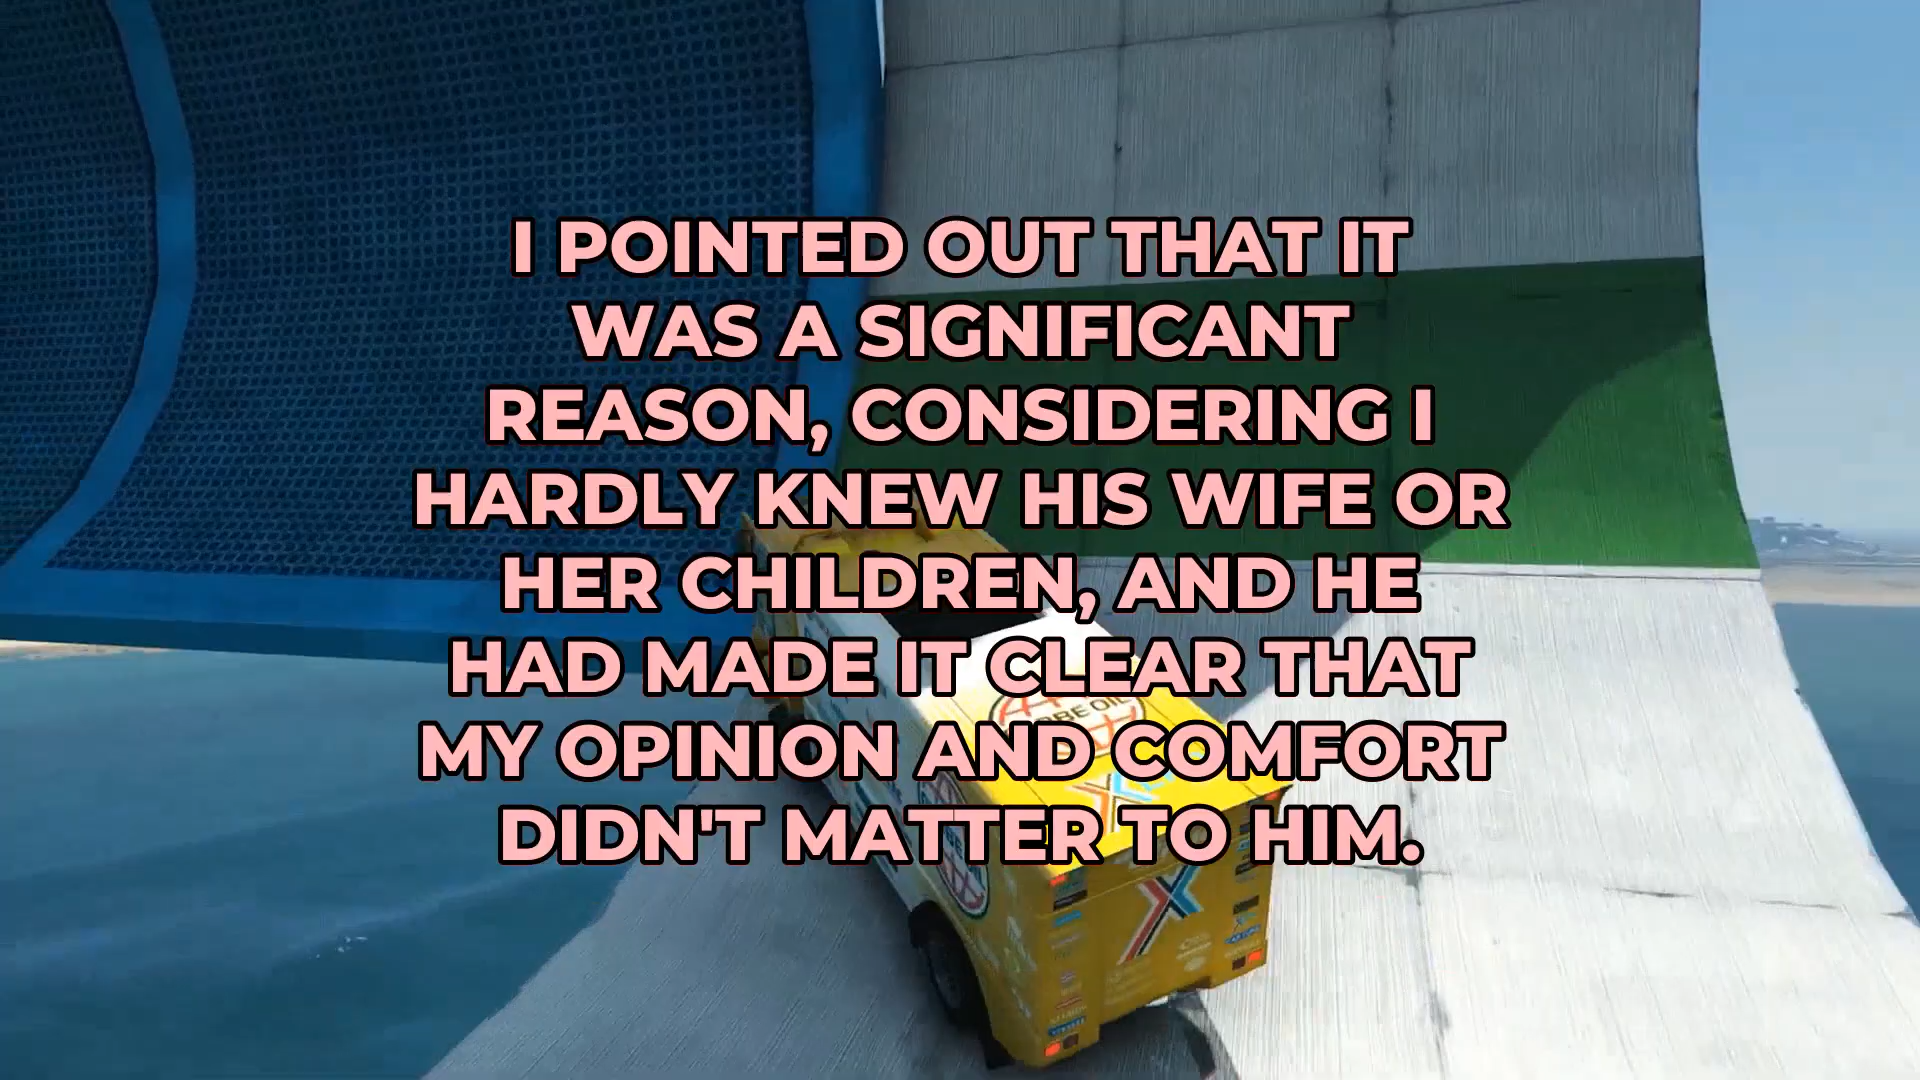 I POINTED OUT THAT IT
WAS A SIGNIFICANT
REASON, CONSIDERING I
HARDLY KNEW HIS WIFE OR
HER CHILDREN, AND HE
HAD MADE IT CLEAR THAT
MY OPINION AND COMFORT
DIDN'T MATTER TO HIM.
OIL
X